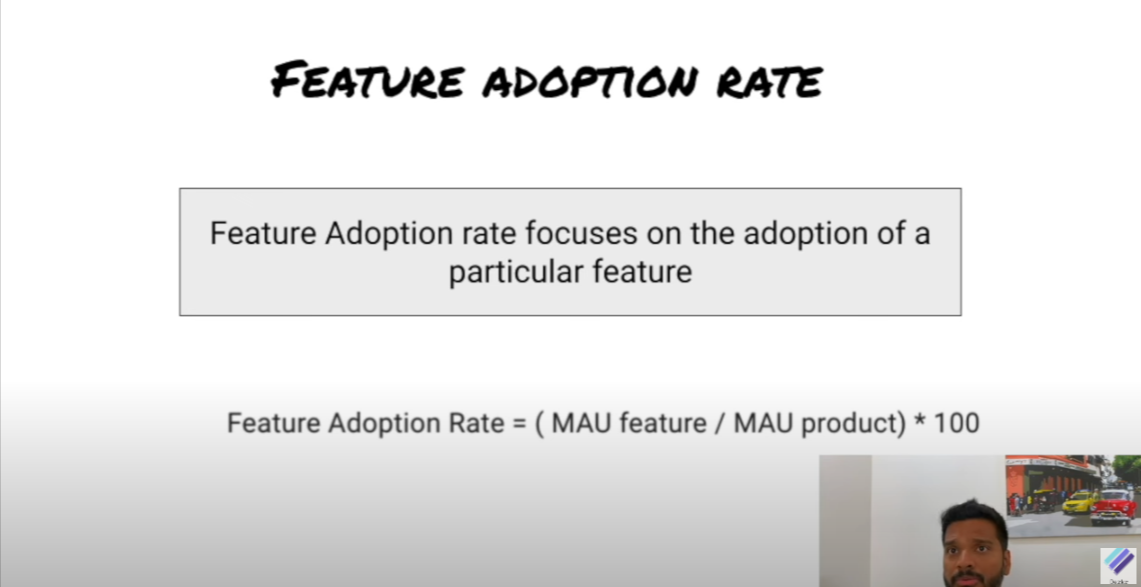 FEATURE ADOPTION RATE
Feature Adoption rate focuses on the adoption of a
particular feature
Feature Adoption Rate = ( MAU feature / MAU product) * 100